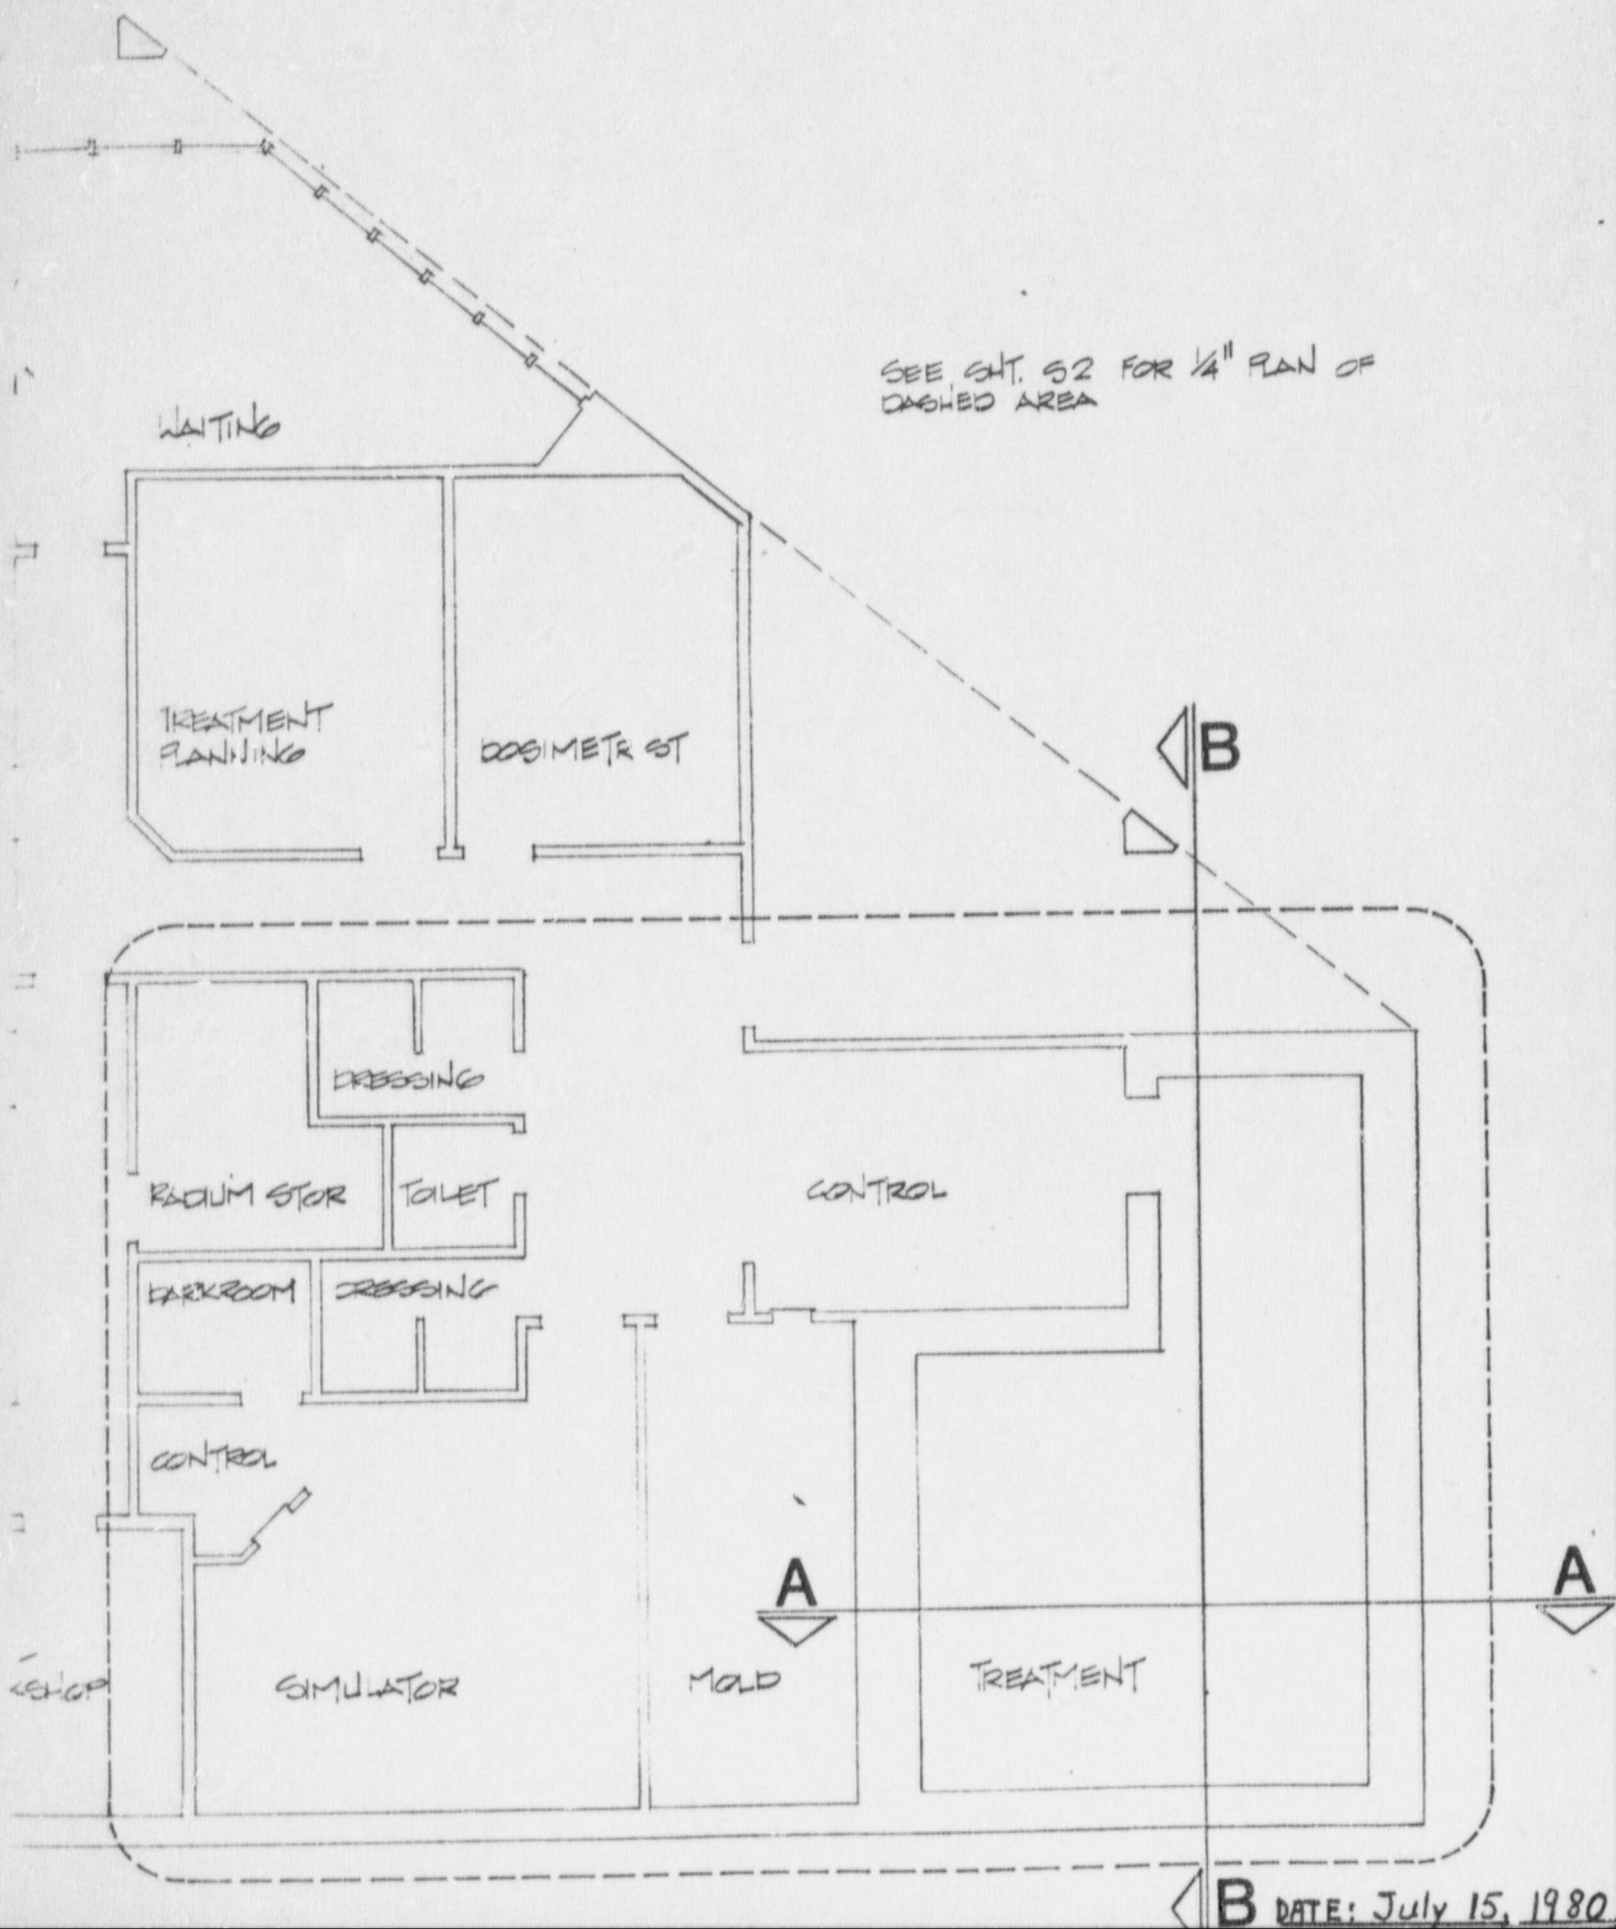 SEE SHT. S2 FOR 1/4" PLAN OF
DASHED AREA
WAITING
TREATMENT
PLANNING
DOSIMETR ST
B
DRESSING
RADIUM STOR
TOILET
CONTROL
DARKROOM
DRESSING
CONTROL
A
A
SIMULATOR
MOLD
TREATMENT
B
DATE: July 15, 1980